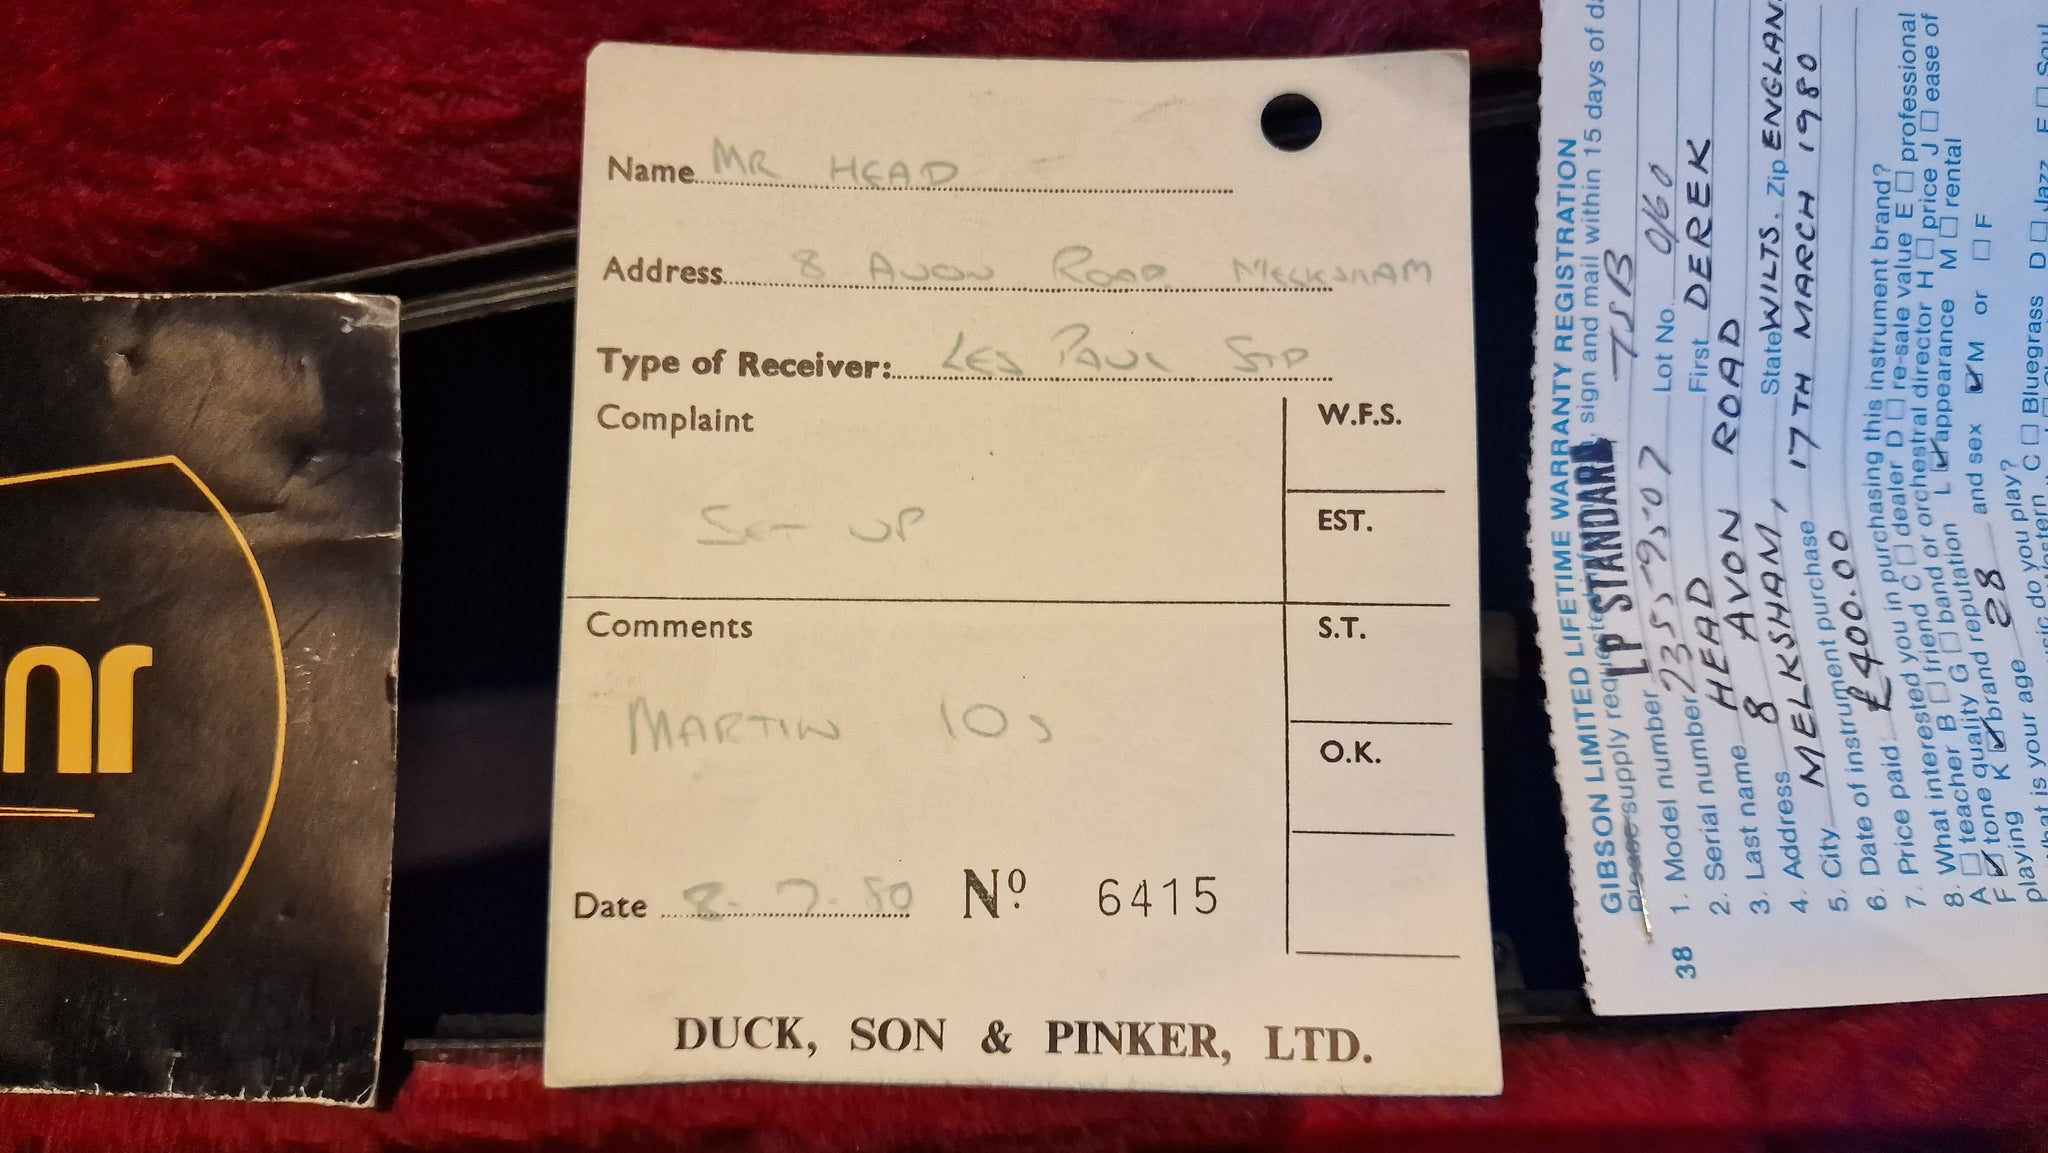 Name MR HEAD
Address 8 AVON ROAD, MELKSHAM
Type of Receiver: LES PAUL STD
Complaint
W.F.S.
SET UP
EST.
Comments
S.T.
MARTIN 10s
O.K.
Date 8.7.80 No 6415
DUCK, SON & PINKER, LTD.
GIBSON LIMITED LIFETIME WARRANTY REGISTRATION
Please supply requested sign and mail within 15 days of
LP STANDARD TSB
38 1. Model number
2. Serial number 73559507 Lot No. 0160
3. Last name HEAD First DEREK
4. Address 8 AVON ROAD
5. City MELKSHAM, State WILTS. Zip ENGLAND.
6. Date of instrument purchase 17TH MARCH 1980
7. Price paid: £400.00
8. What interested you in purchasing this instrument brand?
A teacher B friend C dealer D re-sale value E professional
F tone quality G band or orchestral director H price J ease of
playing K brand reputation L appearance M rental
What is your age 28 and sex M or F
do you play?
C Bluegrass D Jazz E Soul